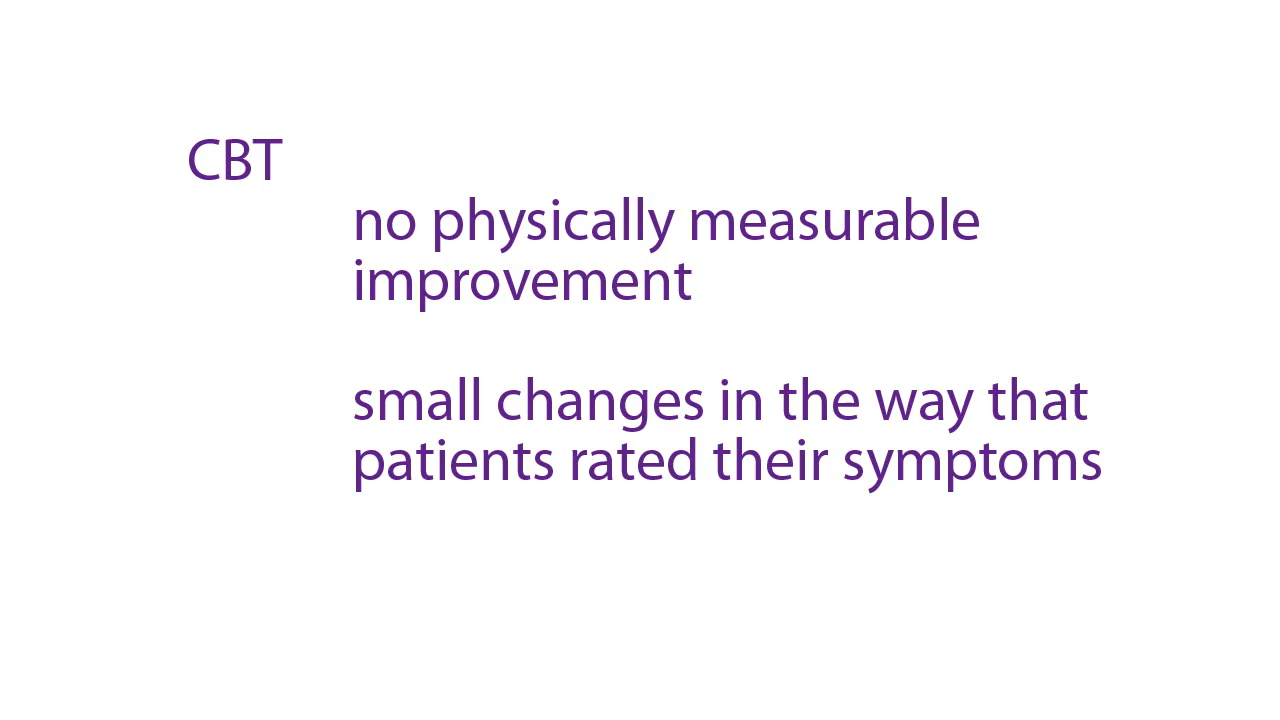 CBT
no physically measurable
improvement
small changes in the way that
patients rated their symptoms